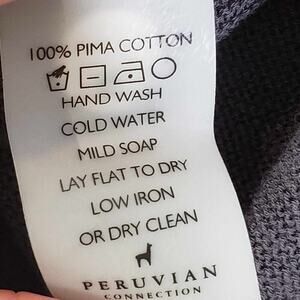 100% PIMA COTTON
HAND WASH
COLD WATER
MILD SOAP
LAY FLAT TO DRY
LOW IRON
OR DRY CLEAN
PERUVIAN
CONNECTION